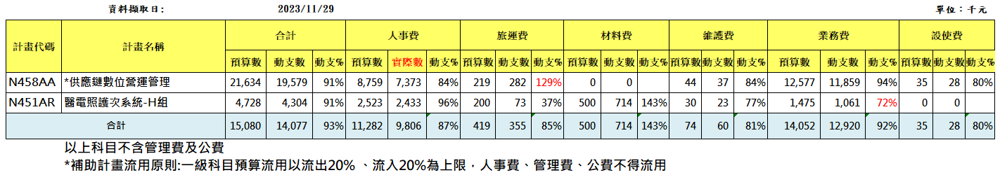 資料擷取日: 2023/11/29 單位：千元
計畫代碼 計畫名稱 合計 人事費 旅運費 材料費 維護費 業務費 設使費
預算數 動支數 動支% 預算數 實際數 動支% 預算數 動支數 動支% 預算數 動支數 動支% 預算數 動支數 動支% 預算數 動支數 動支% 預算數 動支數 動支%
N458AA *供應鏈數位營運管理 21,634 19,579 91% 8,759 7,373 84% 219 282 129% 0 0 44 37 84% 12,577 11,859 94% 35 28 80%
N451AR 醫電照護次系統-H組 4,728 4,304 91% 2,523 2,433 96% 200 73 37% 500 714 143% 30 23 77% 1,475 1,061 72% 0 0
合計 15,080 14,077 93% 11,282 9,806 87% 419 355 85% 500 714 143% 74 60 81% 14,052 12,920 92% 35 28 80%
以上科目不含管理費及公費
*補助計畫流用原則:一級科目預算流用以流出20% 、流入20%為上限，人事費、管理費、公費不得流用